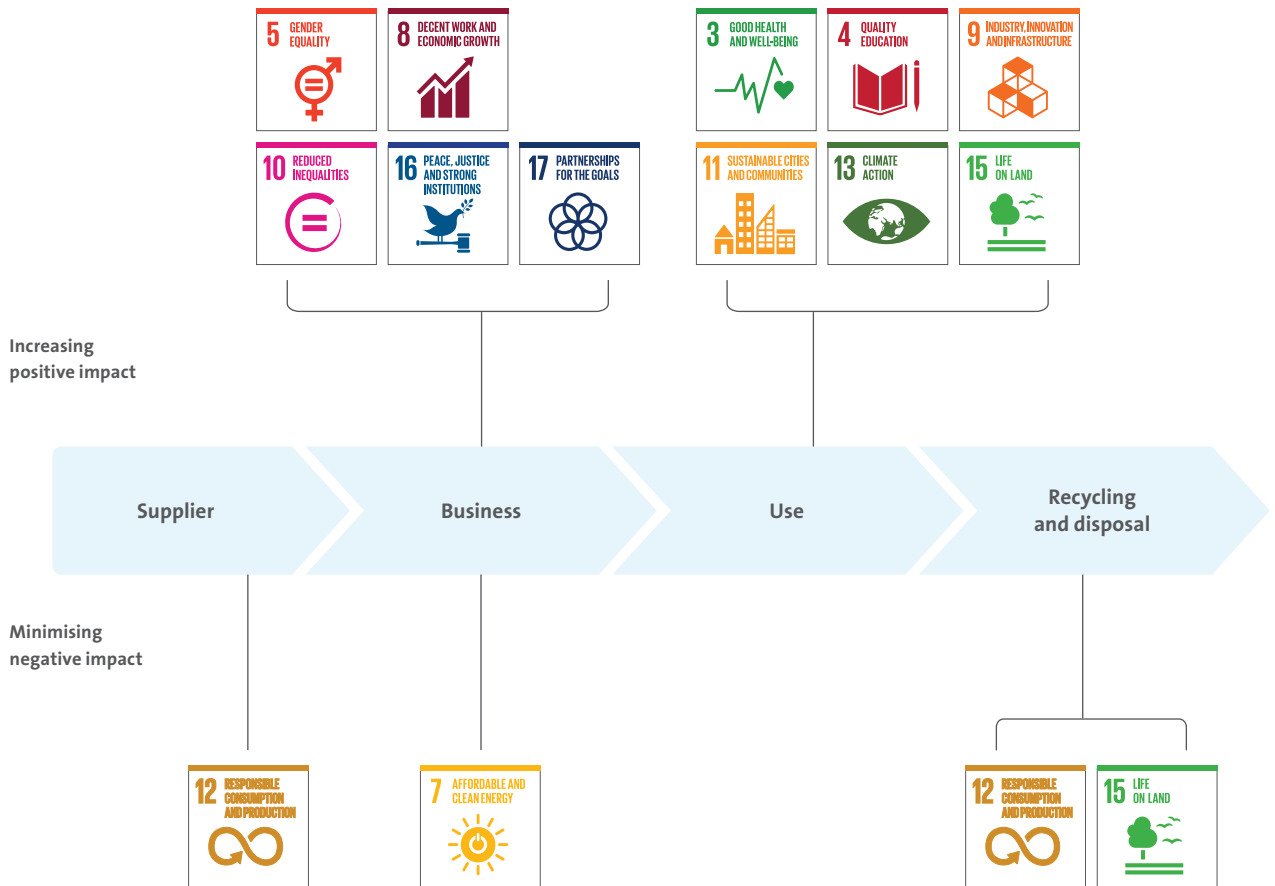 5 GENDER
EQUALITY
8 DECENT WORK AND
ECONOMIC GROWTH
3 GOOD HEALTH
AND WELL-BEING
4 QUALITY
EDUCATION
9 INDUSTRY, INNOVATION
AND INFRASTRUCTURE
10 REDUCED
INEQUALITIES
16 PEACE, JUSTICE
AND STRONG
INSTITUTIONS
17 PARTNERSHIPS
FOR THE GOALS
11 SUSTAINABLE CITIES
AND COMMUNITIES
13 CLIMATE
ACTION
15 LIFE
ON LAND
Increasing
positive impact
Supplier
Business
Use
Recycling
and disposal
Minimising
negative impact
12 RESPONSIBLE
CONSUMPTION
AND PRODUCTION
7 AFFORDABLE AND
CLEAN ENERGY
12 RESPONSIBLE
CONSUMPTION
AND PRODUCTION
15 LIFE
ON LAND